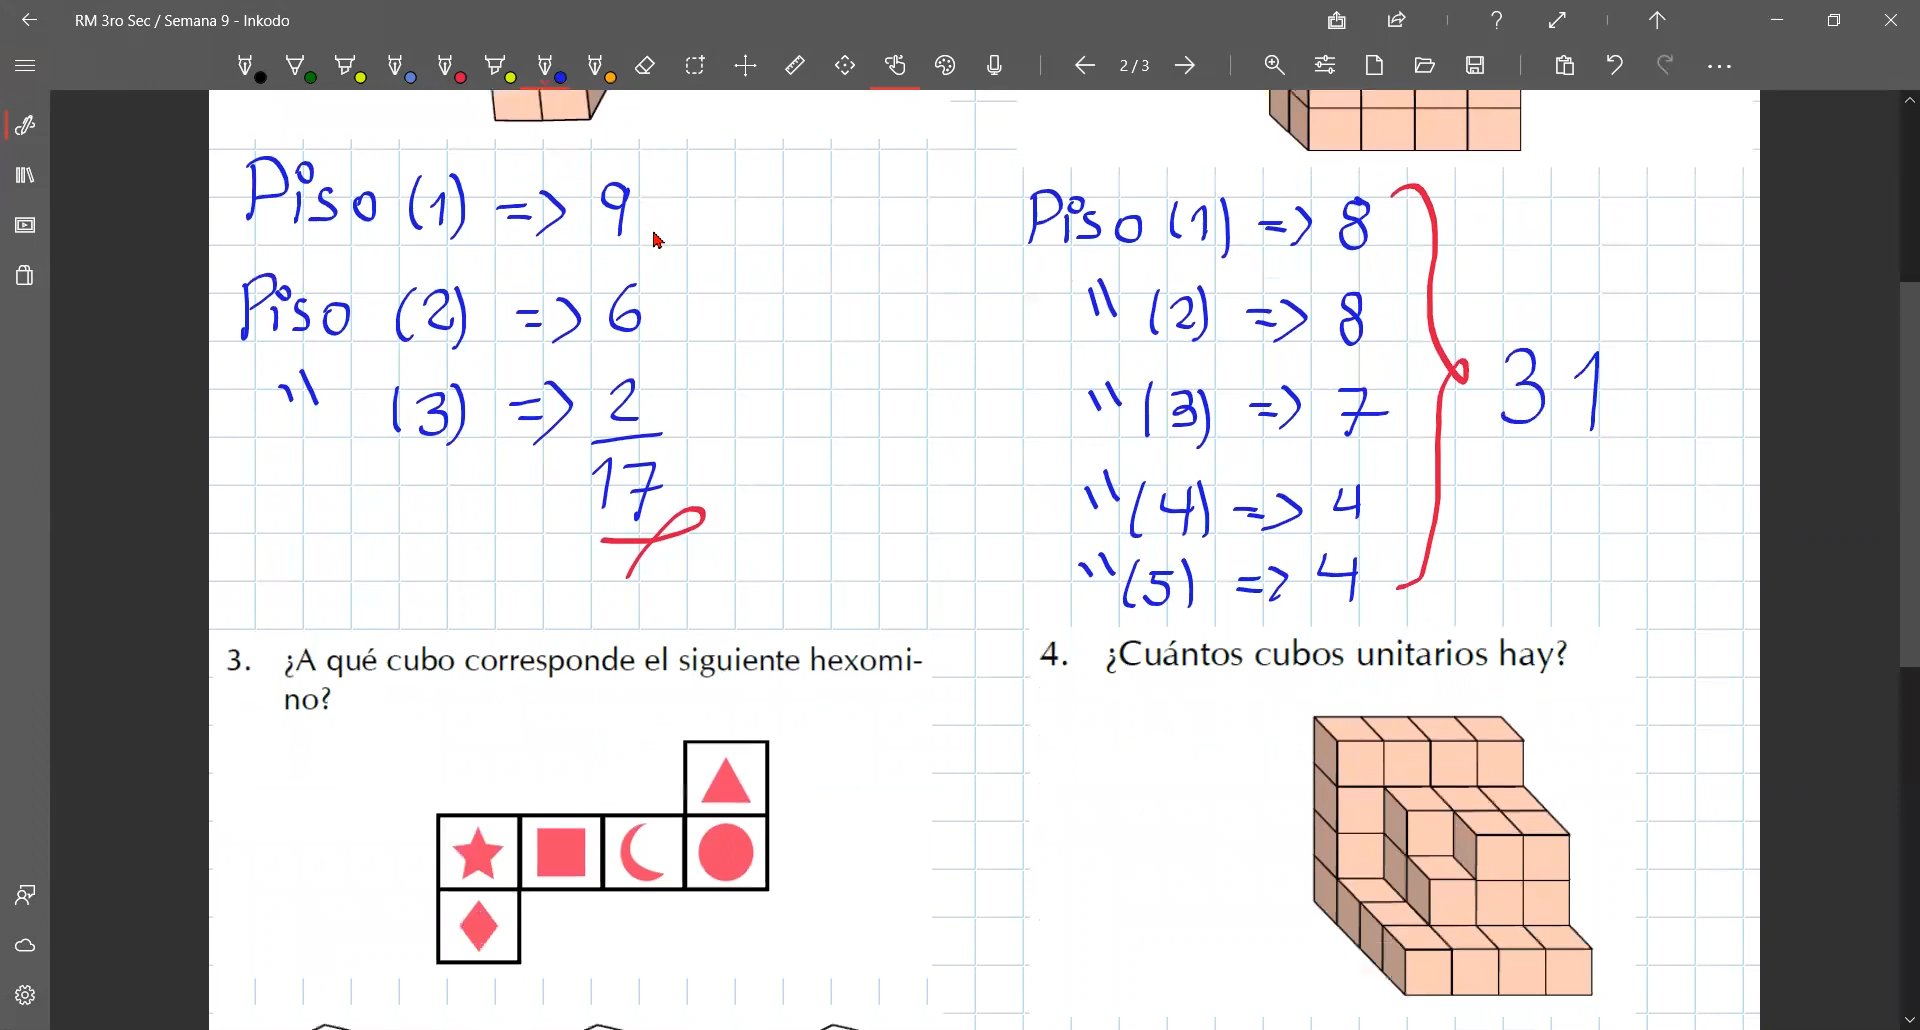 RM 3ro Sec / Semana 9 - Inkodo
2 / 3
Piso (1) => 9
Piso (2) => 6
" (3) => 2
17
Piso (1) => 8
" (2) => 8
" (3) => 7
" (4) => 4
" (5) => 4
31
3. ¿A qué cubo corresponde el siguiente hexomi-
no?
4. ¿Cuántos cubos unitarios hay?